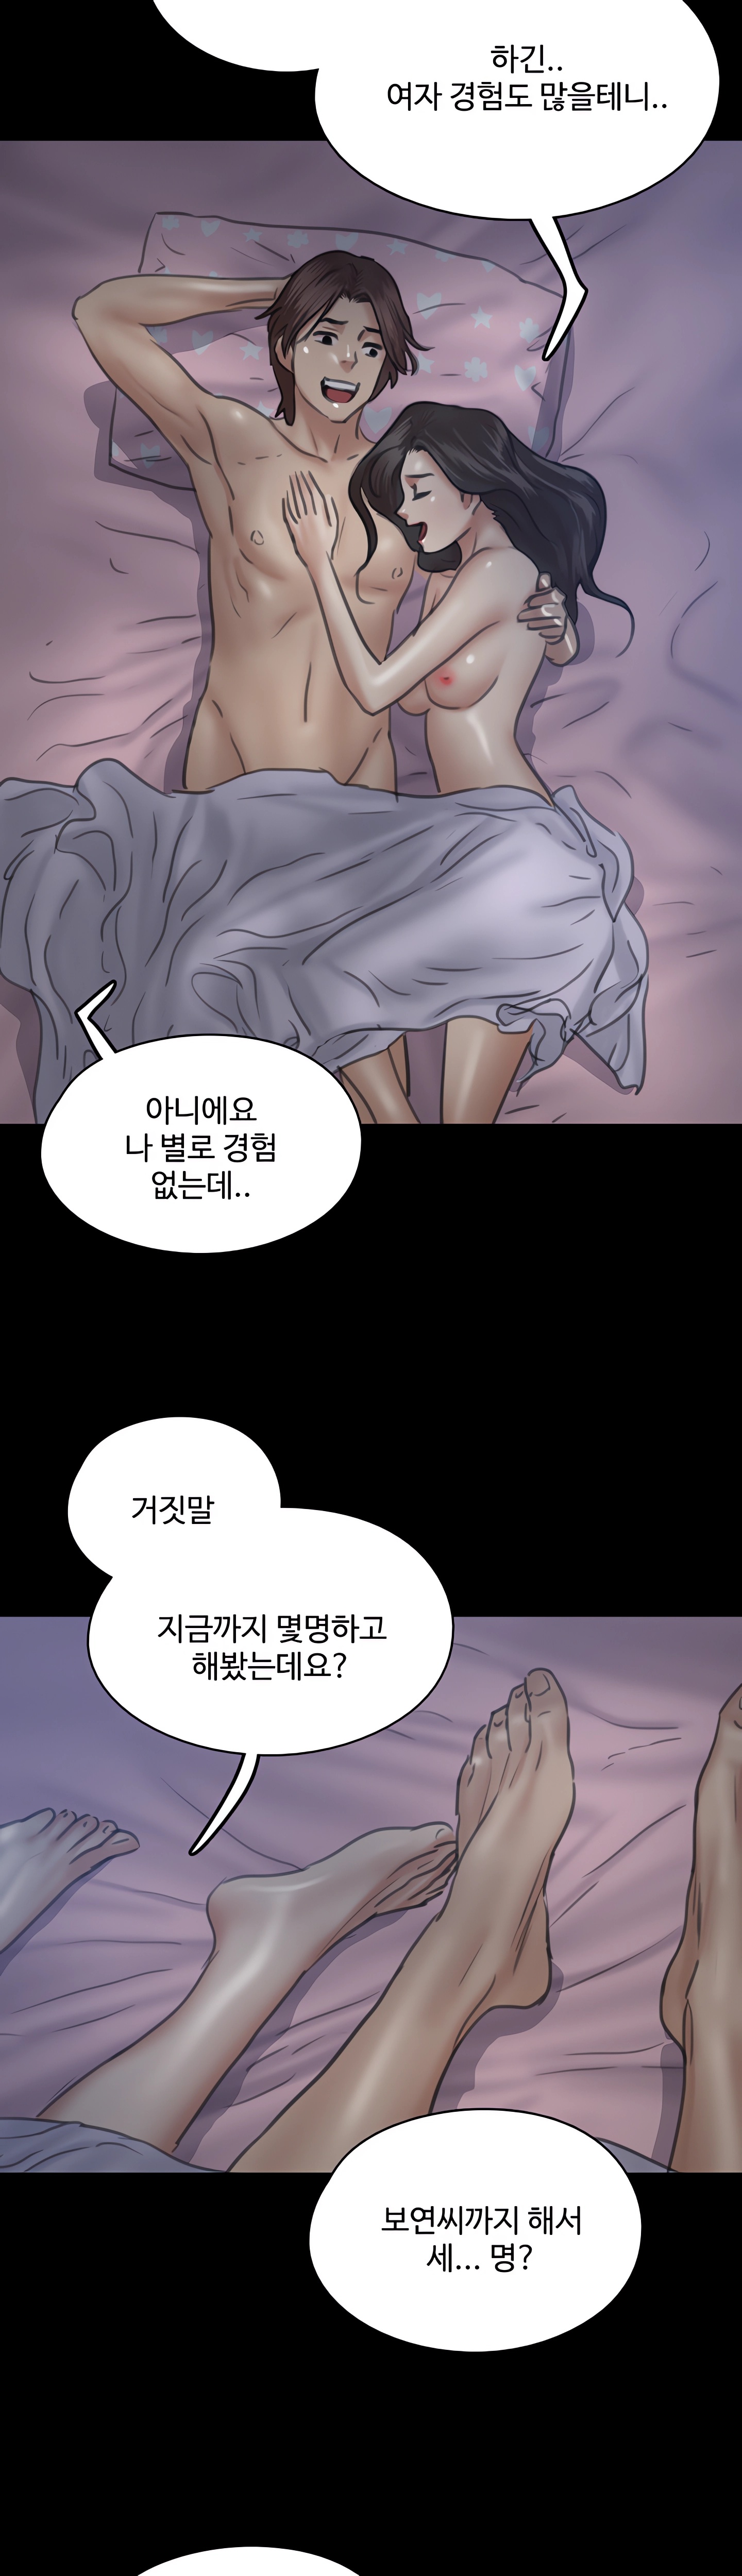 하긴..
여자 경험도 많을테니..
아니에요
나 별로 경험
없는데..
거짓말
지금까지 몇명하고
해봤는데요?
보연씨까지 해서
세... 명?